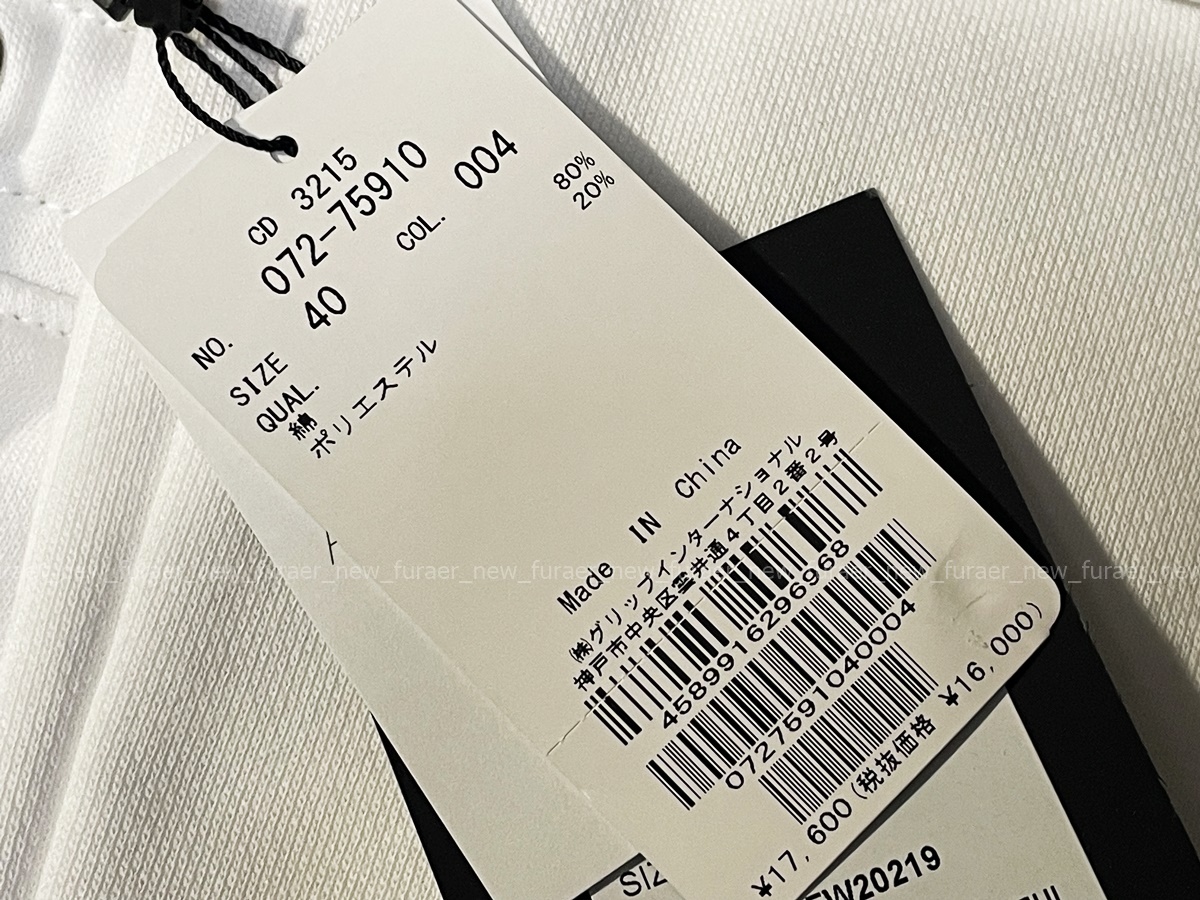 CD 3215
NO. 072-75910
SIZE 40 COL. 004
QUAL.
綿 80%
ポリエステル 20%
Made IN China
㈱グリップインターナショナル
神戸市中央区雲井通4丁目2番2号
4589916296968
0727591040004
¥17,600(税抜価格 ¥16,000)
SIZ
EW20219
new_furaer_new_furaer_new_furaer_new_furaer_new_furaer_new_furaer_new